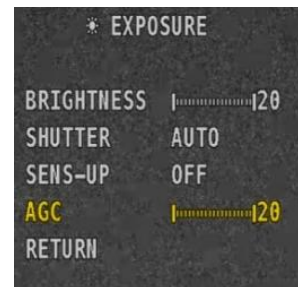 EXPOSURE
BRIGHTNESS 20
SHUTTER AUTO
SENS-UP OFF
AGC 20
RETURN